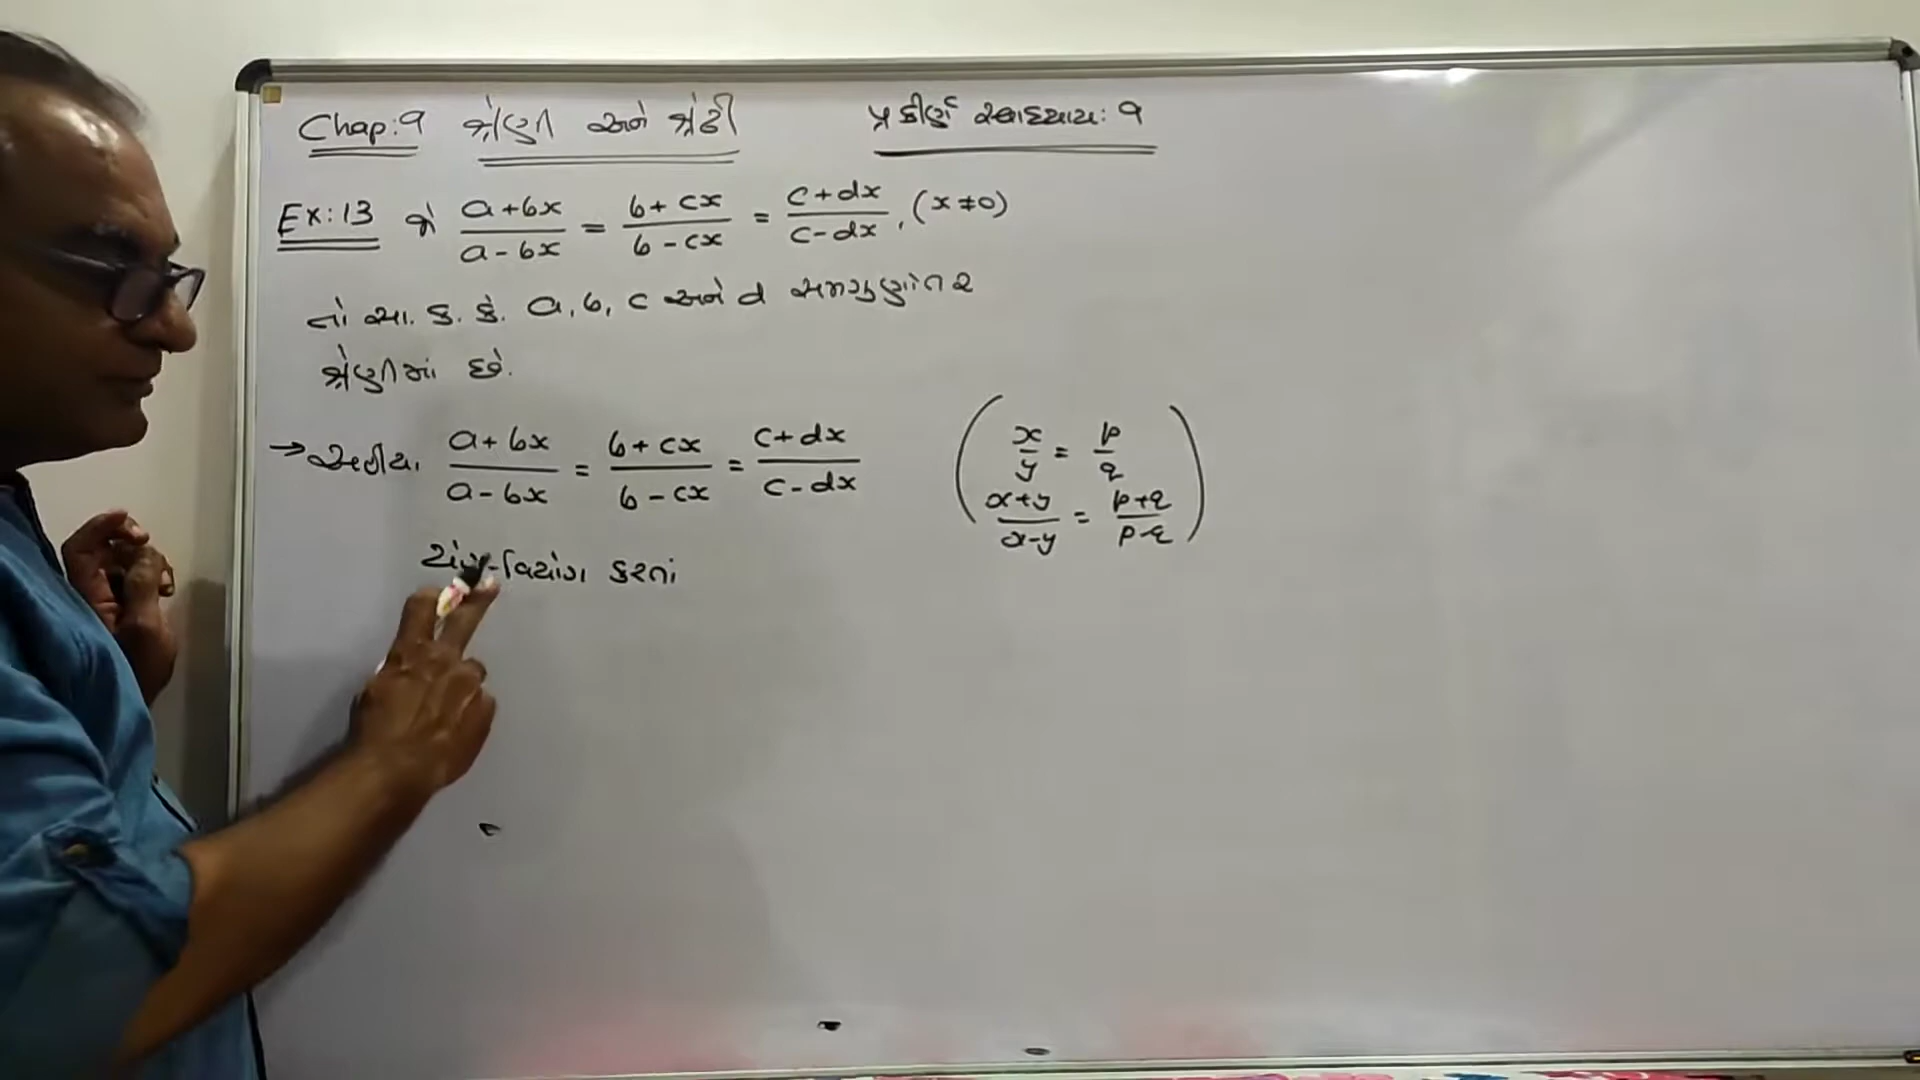 Chap:9 શ્રેણી અને શ્રેઢી પ્રકીર્ણ સ્વાધ્યાય: 9
Ex:13 જો (a+bx)/(a-bx) = (b+cx)/(b-cx) = (c+dx)/(c-dx), (x≠0)
તો સા. ક. કે. a, b, c અને d સમગુણોત્તર
શ્રેણીમાં છે.
→ અહીંયા (a+bx)/(a-bx) = (b+cx)/(b-cx) = (c+dx)/(c-dx)
(x/y = p/q
(x+y)/(x-y) = (p+q)/(p-q))
-વિયોગ કરતાં